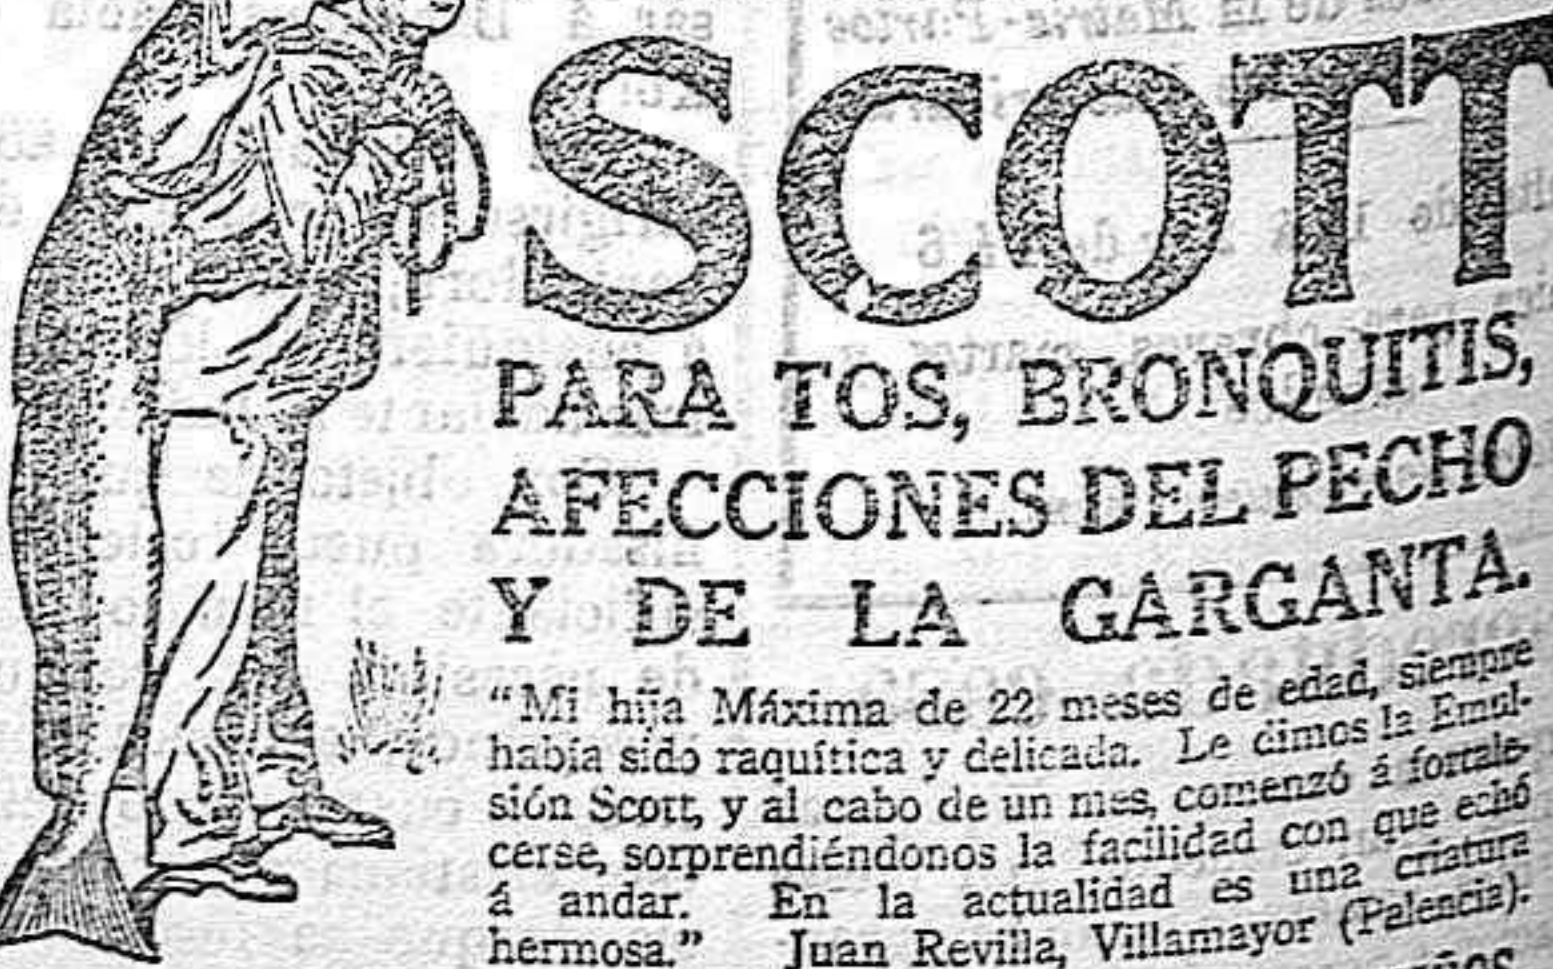 SCOTT
PARA TOS, BRONQUITIS,
AFECCIONES DEL PECHO
Y DE LA GARGANTA.
“Mi hija Máxima de 22 meses de edad, siempre
había sido raquítica y delicada. Le dimos la Emul-
sión Scott, y al cabo de un mes, comenzó á fortale-
cerse, sorprendiéndonos la facilidad con que echó
á andar. En la actualidad es una criatura
hermosa.” Juan Revilla, Villamayor (Palencia).